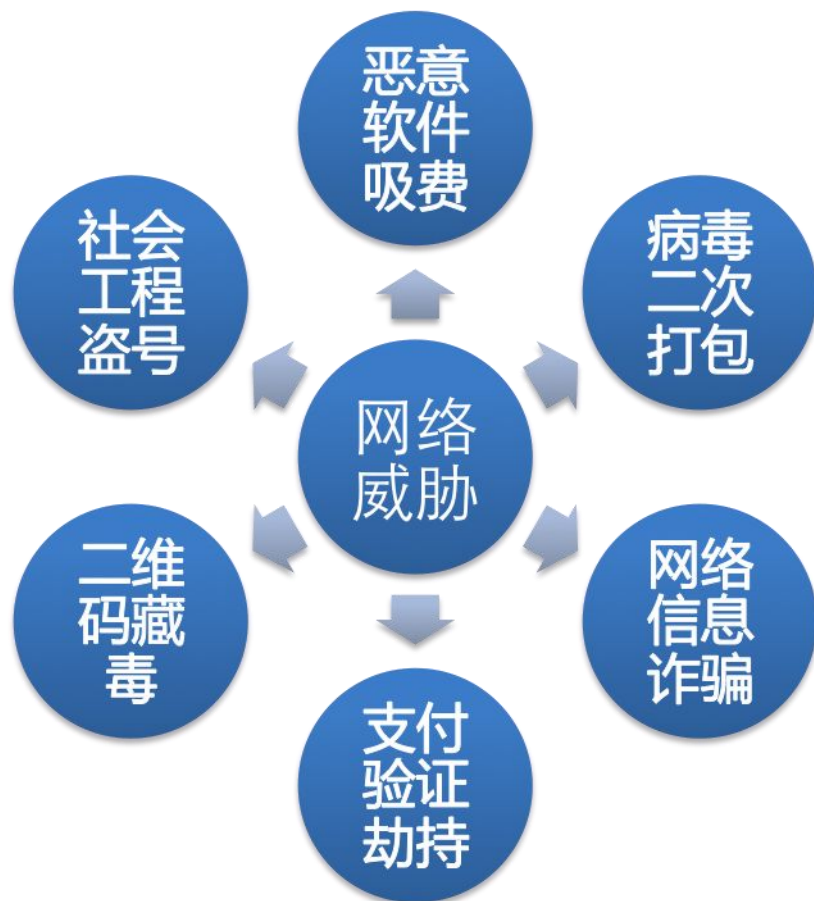 恶意
软件
吸费
病毒
二次
打包
网络
信息
诈骗
支付
验证
劫持
二维
码藏
毒
社会
工程
盗号
网络
威胁